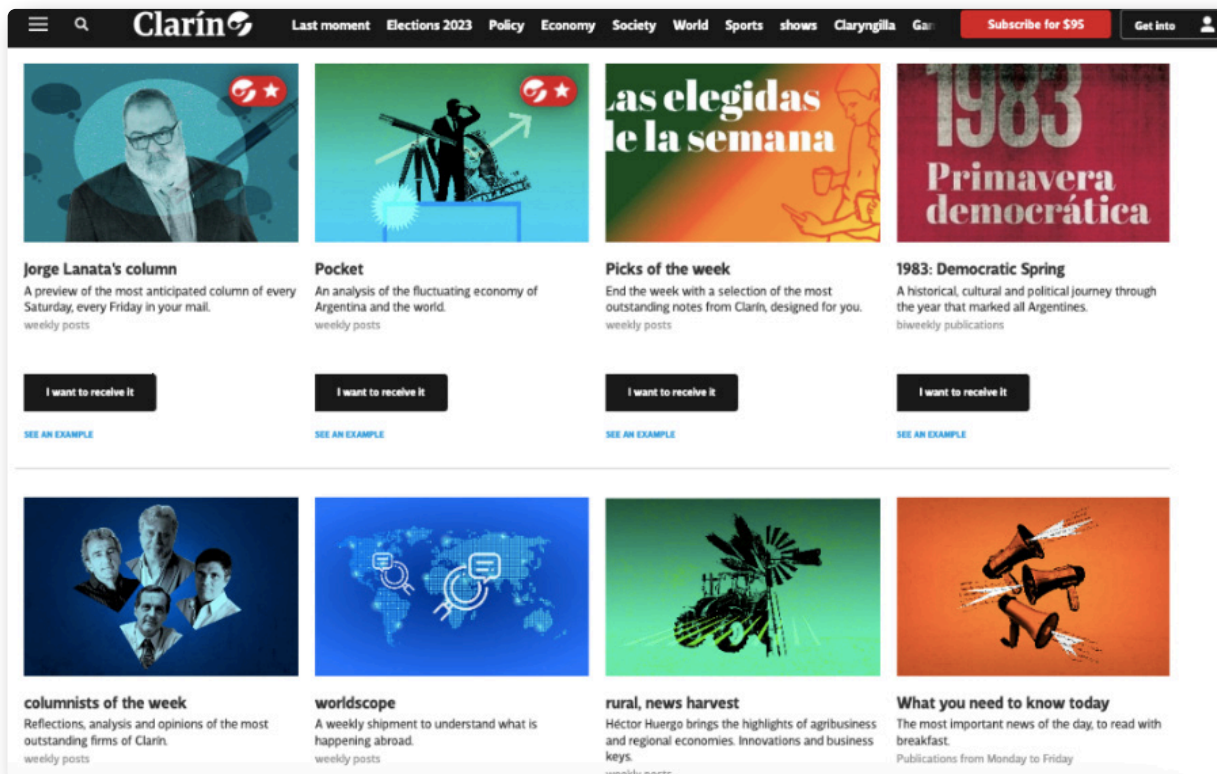 Clarín
Last moment Elections 2023 Policy Economy Society World Sports shows Claryngilla Gar
Subscribe for $95
Get into
Las elegidas
de la semana
1983
Primavera
democrática
Jorge Lanata's column
A preview of the most anticipated column of every
Saturday, every Friday in your mail.
weekly posts
I want to receive it
SEE AN EXAMPLE
Pocket
An analysis of the fluctuating economy of
Argentina and the world.
weekly posts
I want to receive it
SEE AN EXAMPLE
Picks of the week
End the week with a selection of the most
outstanding notes from Clarín, designed for you.
weekly posts
I want to receive it
SEE AN EXAMPLE
1983: Democratic Spring
A historical, cultural and political journey through
the year that marked all Argentines.
biweekly publications
I want to receive it
SEE AN EXAMPLE
columnists of the week
Reflections, analysis and opinions of the most
outstanding firms of Clarín.
weekly posts
worldscope
A weekly shipment to understand what is
happening abroad.
weekly posts
rural, news harvest
Héctor Huergo brings the highlights of agribusiness
and regional economies. Innovations and business
keys.
weekly posts
What you need to know today
The most important news of the day, to read with
breakfast.
Publications from Monday to Friday